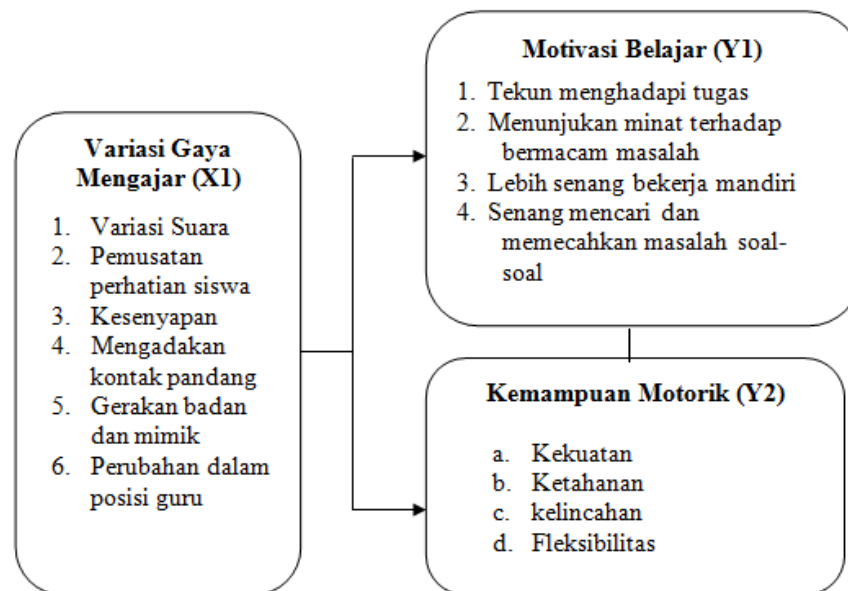 Variasi Gaya
Mengajar (X1)
1. Variasi Suara
2. Pemusatan
perhatian siswa
3. Kesenyapan
4. Mengadakan
kontak pandang
5. Gerakan badan
dan mimik
6. Perubahan dalam
posisi guru
Motivasi Belajar (Y1)
1. Tekun menghadapi tugas
2. Menunjukan minat terhadap
bermacam masalah
3. Lebih senang bekerja mandiri
4. Senang mencari dan
memecahkan masalah soal-
soal
Kemampuan Motorik (Y2)
a. Kekuatan
b. Ketahanan
c. kelincahan
d. Fleksibilitas